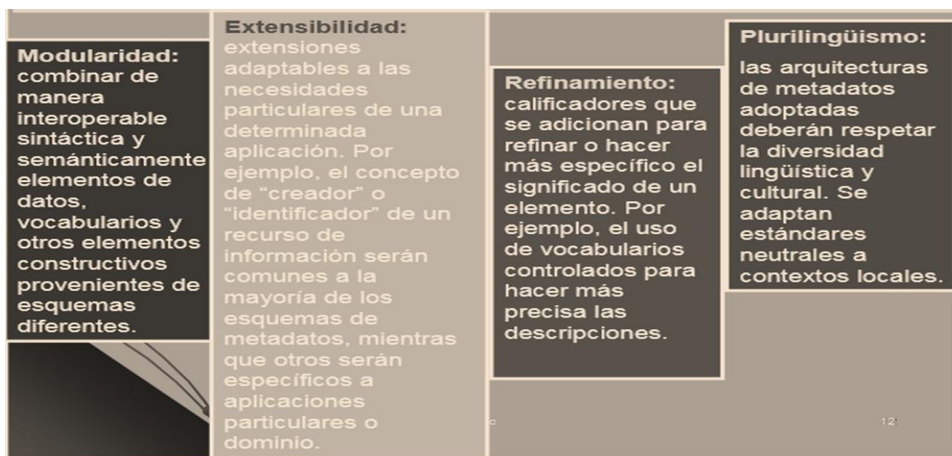 Modularidad:
combinar de
manera
interoperable
sintáctica y
semánticamente
elementos de
datos,
vocabularios y
otros elementos
constructivos
provenientes de
esquemas
diferentes.
Extensibilidad:
extensiones
adaptables a las
necesidades
particulares de una
determinada
aplicación. Por
ejemplo, el concepto
de “creador” o
“identificador” de un
recurso de
información serán
comunes a la
mayoría de los
esquemas de
metadatos, mientras
que otros serán
específicos a
aplicaciones
particulares o
dominio.
Refinamiento:
calificadores que
se adicionan para
refinar o hacer
más específico el
significado de un
elemento. Por
ejemplo, el uso
de vocabularios
controlados para
hacer más
precisa las
descripciones.
Plurilingüismo:
las arquitecturas
de metadatos
adoptadas
deberán respetar
la diversidad
lingüística y
cultural. Se
adaptan
estándares
neutrales a
contextos locales.
o
12